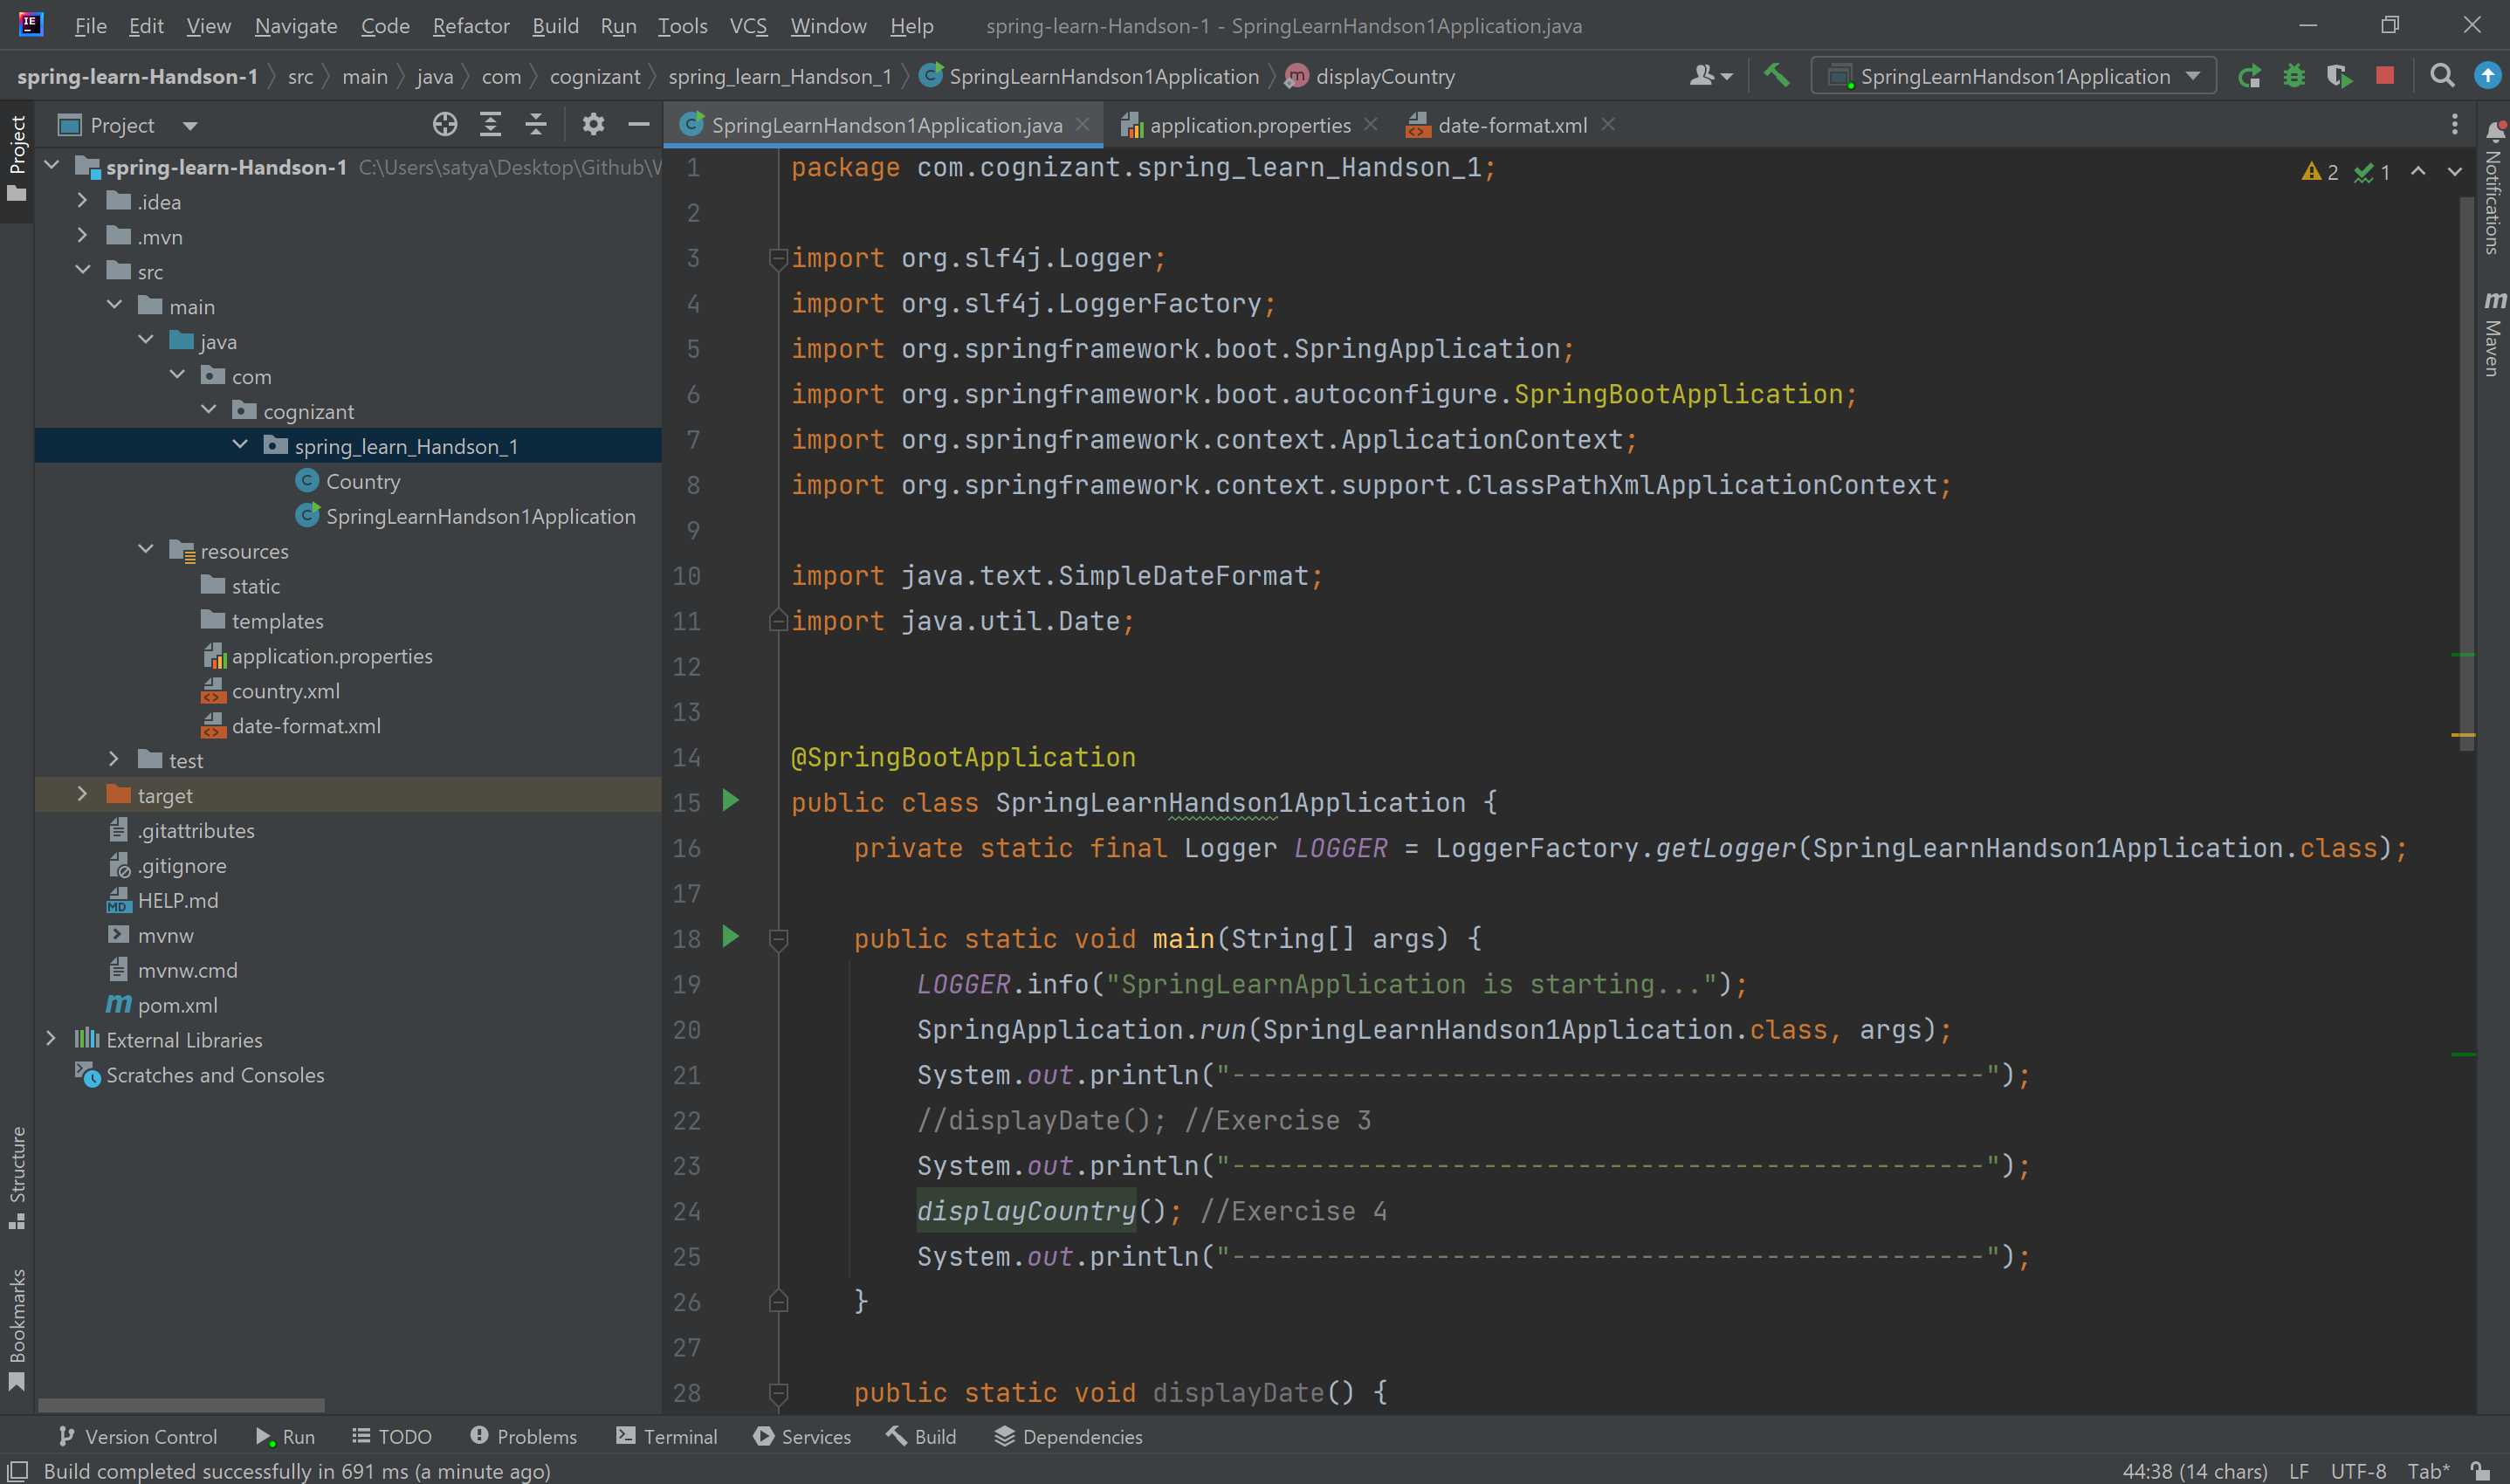 File Edit View Navigate Code Refactor Build Run Tools VCS Window Help spring-learn-Handson-1 - SpringLearnHandson1Application.java
spring-learn-Handson-1 src main java com cognizant spring_learn_Handson_1 SpringLearnHandson1Application displayCountry SpringLearnHandson1Application
Project
Project
SpringLearnHandson1Application.java application.properties date-format.xml
Notifications
Maven
spring-learn-Handson-1 C:\Users\satya\Desktop\Github\W
.idea
.mvn
src
main
java
com
cognizant
spring_learn_Handson_1
Country
SpringLearnHandson1Application
resources
static
templates
application.properties
country.xml
date-format.xml
test
target
.gitattributes
.gitignore
HELP.md
mvnw
mvnw.cmd
pom.xml
External Libraries
Scratches and Consoles
Structure
Bookmarks
2 1
1 package com.cognizant.spring_learn_Handson_1;
2
3 import org.slf4j.Logger;
4 import org.slf4j.LoggerFactory;
5 import org.springframework.boot.SpringApplication;
6 import org.springframework.boot.autoconfigure.SpringBootApplication;
7 import org.springframework.context.ApplicationContext;
8 import org.springframework.context.support.ClassPathXmlApplicationContext;
9
10 import java.text.SimpleDateFormat;
11 import java.util.Date;
12
13
14 @SpringBootApplication
15 public class SpringLearnHandson1Application {
16 private static final Logger LOGGER = LoggerFactory.getLogger(SpringLearnHandson1Application.class);
17
18 public static void main(String[] args) {
19 LOGGER.info("SpringLearnApplication is starting...");
20 SpringApplication.run(SpringLearnHandson1Application.class, args);
21 System.out.println("------------------------------------------------");
22 //displayDate(); //Exercise 3
23 System.out.println("------------------------------------------------");
24 displayCountry(); //Exercise 4
25 System.out.println("------------------------------------------------");
26 }
27
28 public static void displayDate() {
Version Control Run TODO Problems Terminal Services Build Dependencies
Build completed successfully in 691 ms (a minute ago) 44:38 (14 chars) LF UTF-8 Tab*